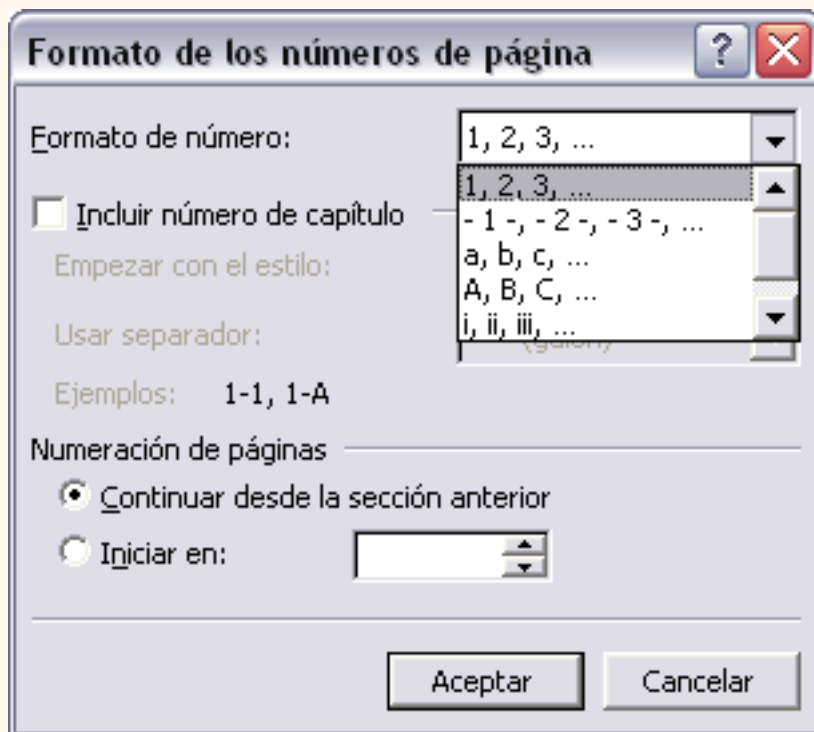 Formato de los números de página
Formato de número: 1, 2, 3, ...
1, 2, 3, ...
- 1 -, - 2 -, - 3 -, ...
a, b, c, ...
A, B, C, ...
i, ii, iii, ...
Incluir número de capítulo
Empezar con el estilo:
Usar separador:
Ejemplos: 1-1, 1-A
Numeración de páginas
Continuar desde la sección anterior
Iniciar en:
Aceptar Cancelar